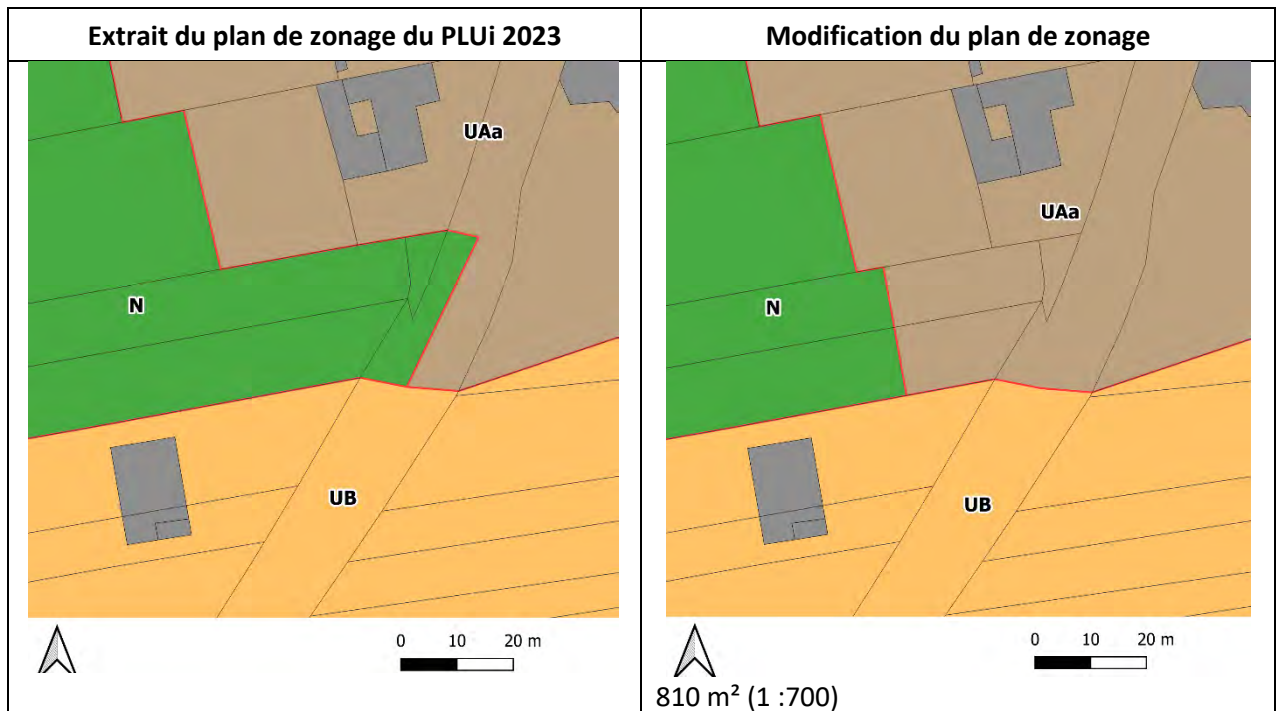 Extrait du plan de zonage du PLUi 2023
Modification du plan de zonage
UAa
N
UB
0 10 20 m
UAa
N
UB
0 10 20 m
810 m² (1 :700)